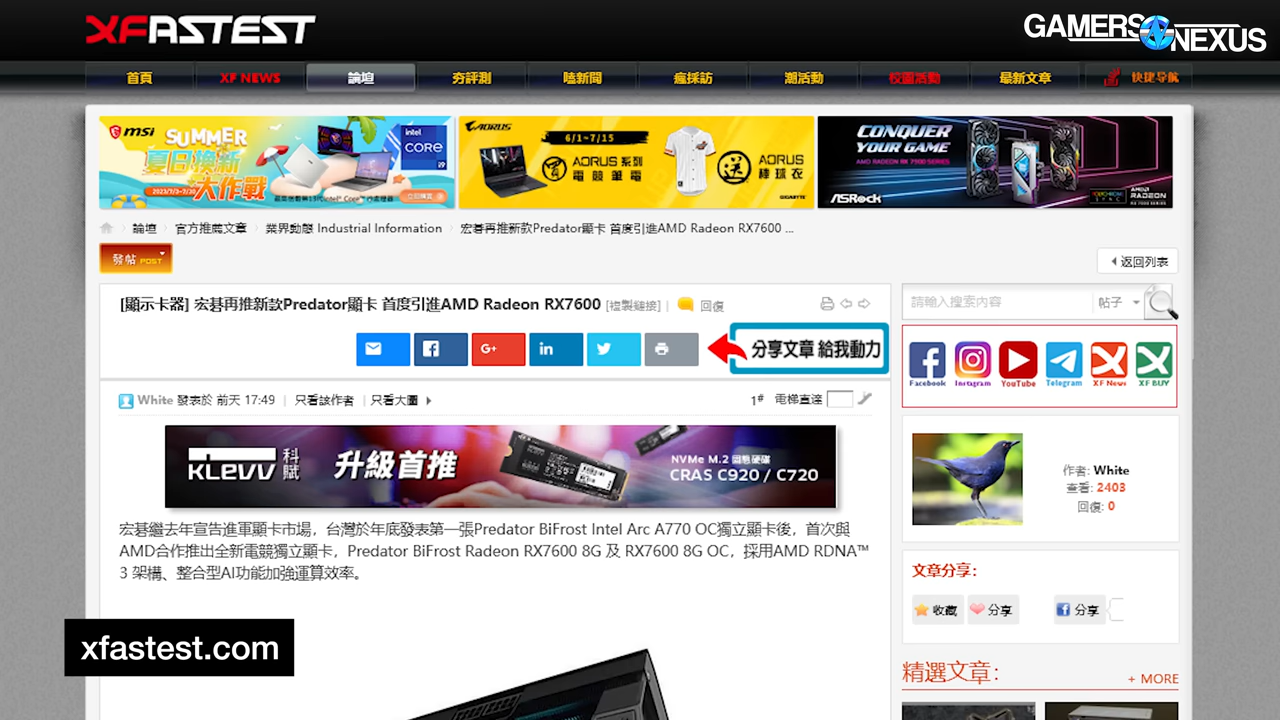 XFASTEST
GAMERS NEXUS
首頁 XF NEWS 論壇 夯評測 嗑新聞 瘋採訪 潮活動 校園活動 最新文章 快捷导航
msi SUMMER 夏日換新大作戰 intel CORE i9
AORUS 6/1~7/15 買 AORUS 系列電競筆電 送 AORUS 棒球衣 GIGABYTE
CONQUER YOUR GAME AMD RADEON RX 7900 SERIES ASRock AMD RADEON
論壇 官方推薦文章 業界動態 Industrial Information 宏碁再推新款Predator顯卡 首度引進AMD Radeon RX7600 ...
發帖 POST
返回列表
[顯示卡器] 宏碁再推新款Predator顯卡 首度引進AMD Radeon RX7600 [複製鏈接] | 回復
請輸入搜索內容 帖子
G+ in 分享文章 給我動力
Facebook Instagram YouTube Telegram XF News XF BUY
White 發表於 前天 17:49 | 只看該作者 | 只看大圖
1# 電梯直達
KLEVV 科賦 升級首推 NVMe M.2 固態硬碟
CRAS C920 / C720
作者: White
查看: 2403
回復: 0
宏碁繼去年宣告進軍顯卡市場，台灣於年底發表第一張Predator BiFrost Intel Arc A770 OC獨立顯卡後，首次與
AMD合作推出全新電競獨立顯卡，Predator BiFrost Radeon RX7600 8G 及 RX7600 8G OC，採用AMD RDNA™
3 架構、整合型AI功能加強運算效率。
文章分享:
收藏 分享 分享
xfastest.com
精選文章:
+ MORE